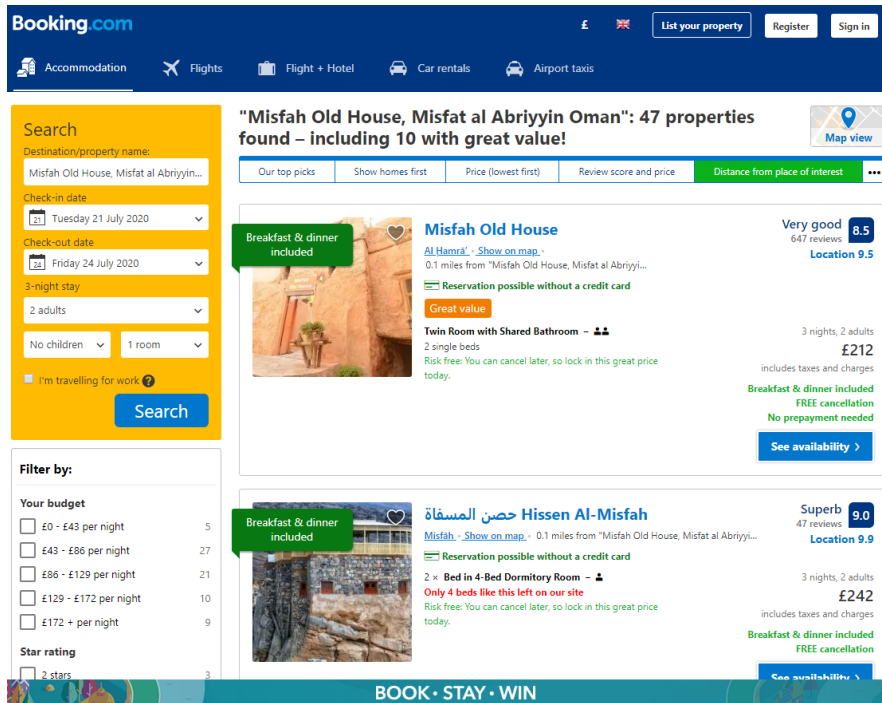 Booking.com
£
List your property
Register
Sign in
Accommodation
Flights
Flight + Hotel
Car rentals
Airport taxis
Search
Destination/property name:
Misfah Old House, Misfat al Abriyyin...
Check-in date
21
Tuesday 21 July 2020
Check-out date
24
Friday 24 July 2020
3-night stay
2 adults
No children
1 room
I'm travelling for work ?
Search
Filter by:
Your budget
£0 - £43 per night 5
£43 - £86 per night 27
£86 - £129 per night 21
£129 - £172 per night 10
£172 + per night 9
Star rating
2 stars 3
"Misfah Old House, Misfat al Abriyyin Oman": 47 properties
found – including 10 with great value!
Map view
Our top picks
Show homes first
Price (lowest first)
Review score and price
Distance from place of interest
•••
Breakfast & dinner
included
Misfah Old House
Al Ḩamrā' - Show on map -
0.1 miles from "Misfah Old House, Misfat al Abriyyi...
Reservation possible without a credit card
Great value
Twin Room with Shared Bathroom –
2 single beds
Risk free: You can cancel later, so lock in this great price
today.
Very good
647 reviews
8.5
Location 9.5
3 nights, 2 adults
£212
includes taxes and charges
Breakfast & dinner included
FREE cancellation
No prepayment needed
See availability
Breakfast & dinner
included
حصن المسفاة Hissen Al-Misfah
Misfāh - Show on map - 0.1 miles from "Misfah Old House, Misfat al Abriyyi...
Reservation possible without a credit card
2 × Bed in 4-Bed Dormitory Room –
Only 4 beds like this left on our site
Risk free: You can cancel later, so lock in this great price
today.
Superb
47 reviews
9.0
Location 9.9
3 nights, 2 adults
£242
includes taxes and charges
Breakfast & dinner included
FREE cancellation
See availability
BOOK · STAY · WIN